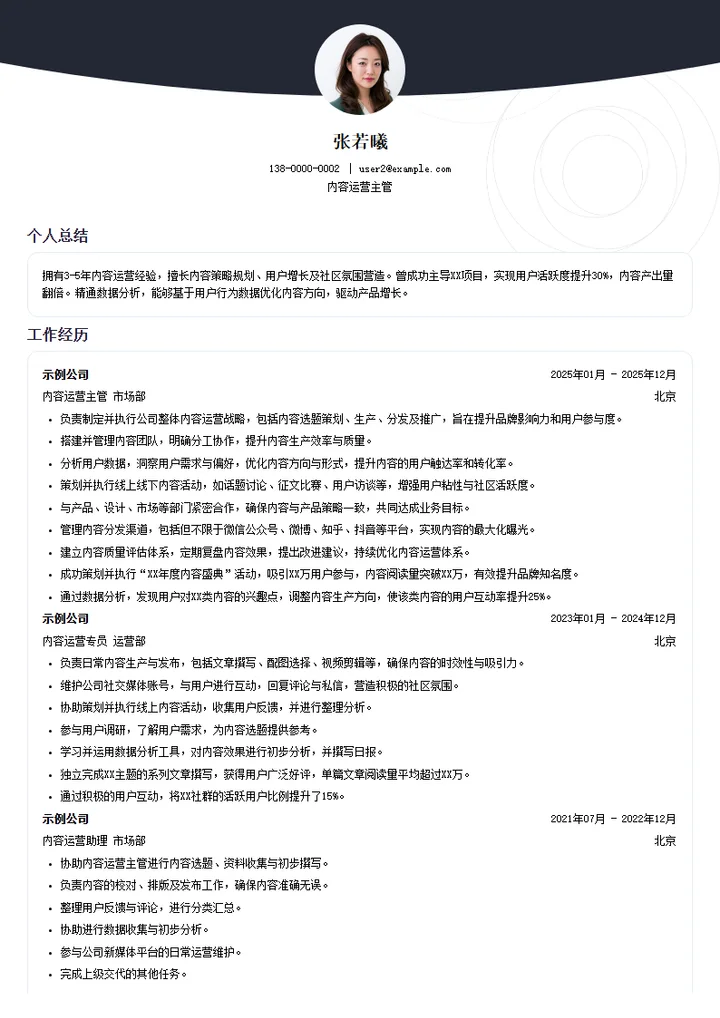 张若曦
138-0000-0002 | user2@example.com
内容运营主管
个人总结
拥有3-5年内容运营经验，擅长内容策略规划、用户增长及社区氛围营造。曾成功主导XX项目，实现用户活跃度提升30%，内容产出量
翻倍。精通数据分析，能够基于用户行为数据优化内容方向，驱动产品增长。
工作经历
示例公司 2025年01月 - 2025年12月
内容运营主管 市场部 北京
• 负责制定并执行公司整体内容运营战略，包括内容选题策划、生产、分发及推广，旨在提升品牌影响力和用户参与度。
• 搭建并管理内容团队，明确分工协作，提升内容生产效率与质量。
• 分析用户数据，洞察用户需求与偏好，优化内容方向与形式，提升内容的用户触达率和转化率。
• 策划并执行线上线下内容活动，如话题讨论、征文比赛、用户访谈等，增强用户粘性与社区活跃度。
• 与产品、设计、市场等部门紧密合作，确保内容与产品策略一致，共同达成业务目标。
• 管理内容分发渠道，包括但不限于微信公众号、微博、知乎、抖音等平台，实现内容的最大化曝光。
• 建立内容质量评估体系，定期复盘内容效果，提出改进建议，持续优化内容运营体系。
• 成功策划并执行“XX年度内容盛典”活动，吸引XX万用户参与，内容阅读量突破XX万，有效提升品牌知名度。
• 通过数据分析，发现用户对XX类内容的兴趣点，调整内容生产方向，使该类内容的用户互动率提升25%。
示例公司 2023年01月 - 2024年12月
内容运营专员 运营部 北京
• 负责日常内容生产与发布，包括文章撰写、配图选择、视频剪辑等，确保内容的时效性与吸引力。
• 维护公司社交媒体账号，与用户进行互动，回复评论与私信，营造积极的社区氛围。
• 协助策划并执行线上内容活动，收集用户反馈，并进行整理分析。
• 参与用户调研，了解用户需求，为内容选题提供参考。
• 学习并运用数据分析工具，对内容效果进行初步分析，并撰写日报。
• 独立完成XX主题的系列文章撰写，获得用户广泛好评，单篇文章阅读量平均超过XX万。
• 通过积极的用户互动，将XX社群的活跃用户比例提升了15%。
示例公司 2021年07月 - 2022年12月
内容运营助理 市场部 北京
• 协助内容运营主管进行内容选题、资料收集与初步撰写。
• 负责内容的校对、排版及发布工作，确保内容准确无误。
• 整理用户反馈与评论，进行分类汇总。
• 协助进行数据收集与初步分析。
• 参与公司新媒体平台的日常运营维护。
• 完成上级交代的其他任务。